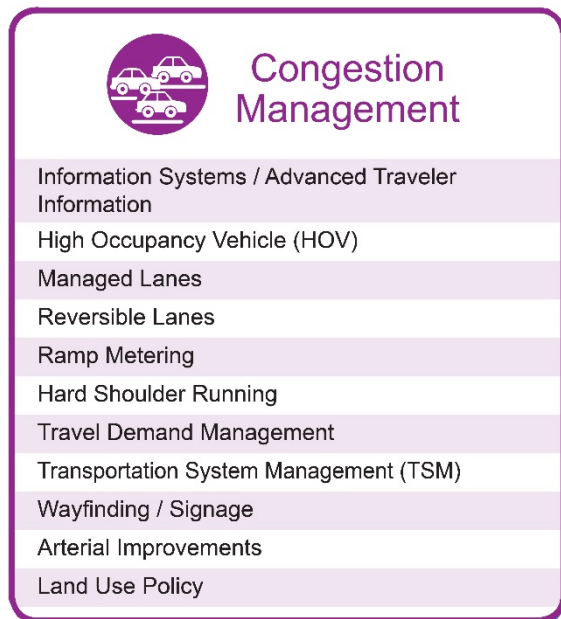 Congestion
Management
Information Systems / Advanced Traveler
Information
High Occupancy Vehicle (HOV)
Managed Lanes
Reversible Lanes
Ramp Metering
Hard Shoulder Running
Travel Demand Management
Transportation System Management (TSM)
Wayfinding / Signage
Arterial Improvements
Land Use Policy